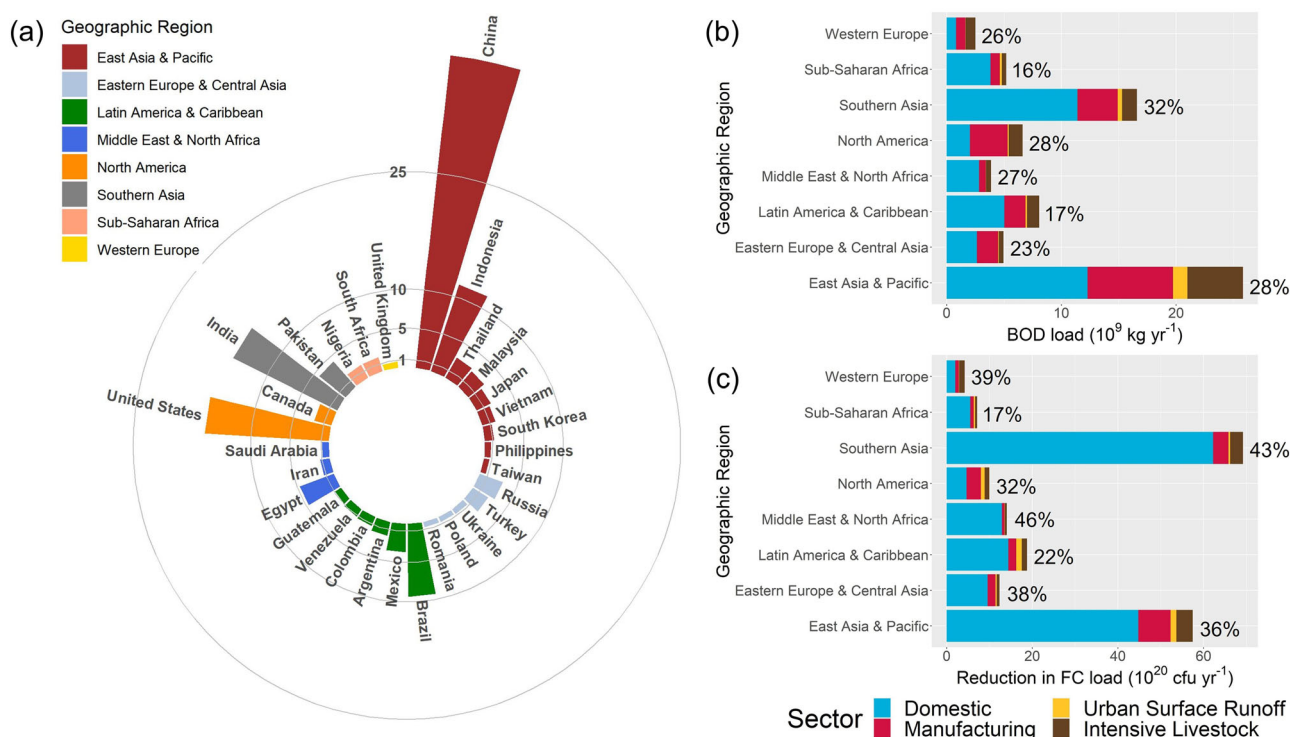 (a)
Geographic Region
East Asia & Pacific
Eastern Europe & Central Asia
Latin America & Caribbean
Middle East & North Africa
North America
Southern Asia
Sub-Saharan Africa
Western Europe
China
Indonesia
Thailand
Malaysia
Japan
Vietnam
South Korea
Philippines
Taiwan
Russia
Turkey
Ukraine
Poland
Romania
Brazil
Mexico
Argentina
Colombia
Venezuela
Guatemala
Egypt
Iran
Saudi Arabia
United States
Canada
India
Pakistan
Nigeria
South Africa
United Kingdom
25
10
5
1
(b)
Geographic Region
Western Europe
26%
Sub-Saharan Africa
16%
Southern Asia
32%
North America
28%
Middle East & North Africa
27%
Latin America & Caribbean
17%
Eastern Europe & Central Asia
23%
East Asia & Pacific
28%
0
10
20
BOD load (10⁹ kg yr⁻¹)
(c)
Geographic Region
Western Europe
39%
Sub-Saharan Africa
17%
Southern Asia
43%
North America
32%
Middle East & North Africa
46%
Latin America & Caribbean
22%
Eastern Europe & Central Asia
38%
East Asia & Pacific
36%
0
20
40
60
Reduction in FC load (10²⁰ cfu yr⁻¹)
Sector
Domestic
Manufacturing
Urban Surface Runoff
Intensive Livestock